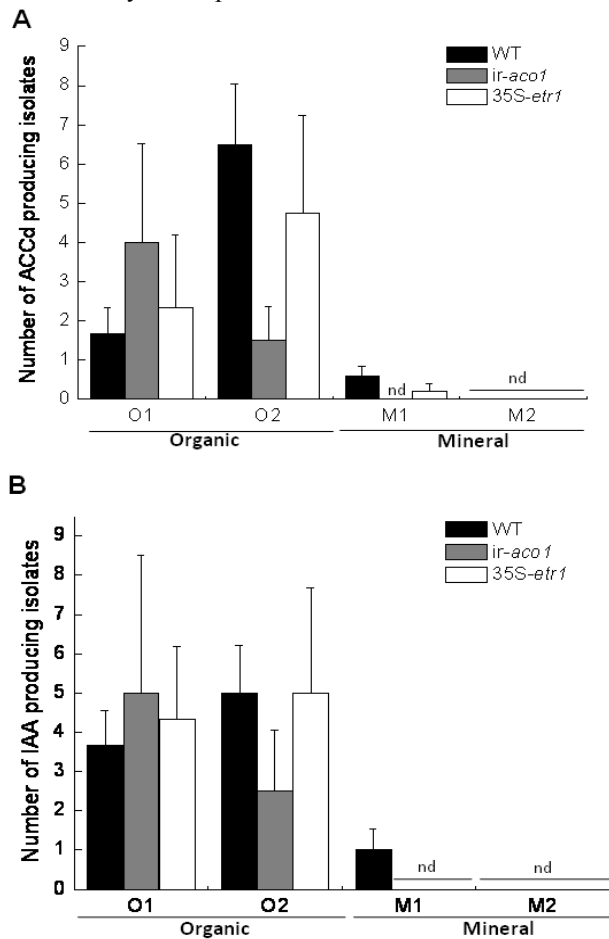 A
Number of ACCd producing isolates
9
8
7
6
5
4
3
2
1
0
WT
ir-aco1
35S-etr1
nd
nd
O1 O2 M1 M2
Organic Mineral
B
Number of IAA producing isolates
9
8
7
6
5
4
3
2
1
0
WT
ir-aco1
35S-etr1
nd
nd
O1 O2 M1 M2
Organic Mineral